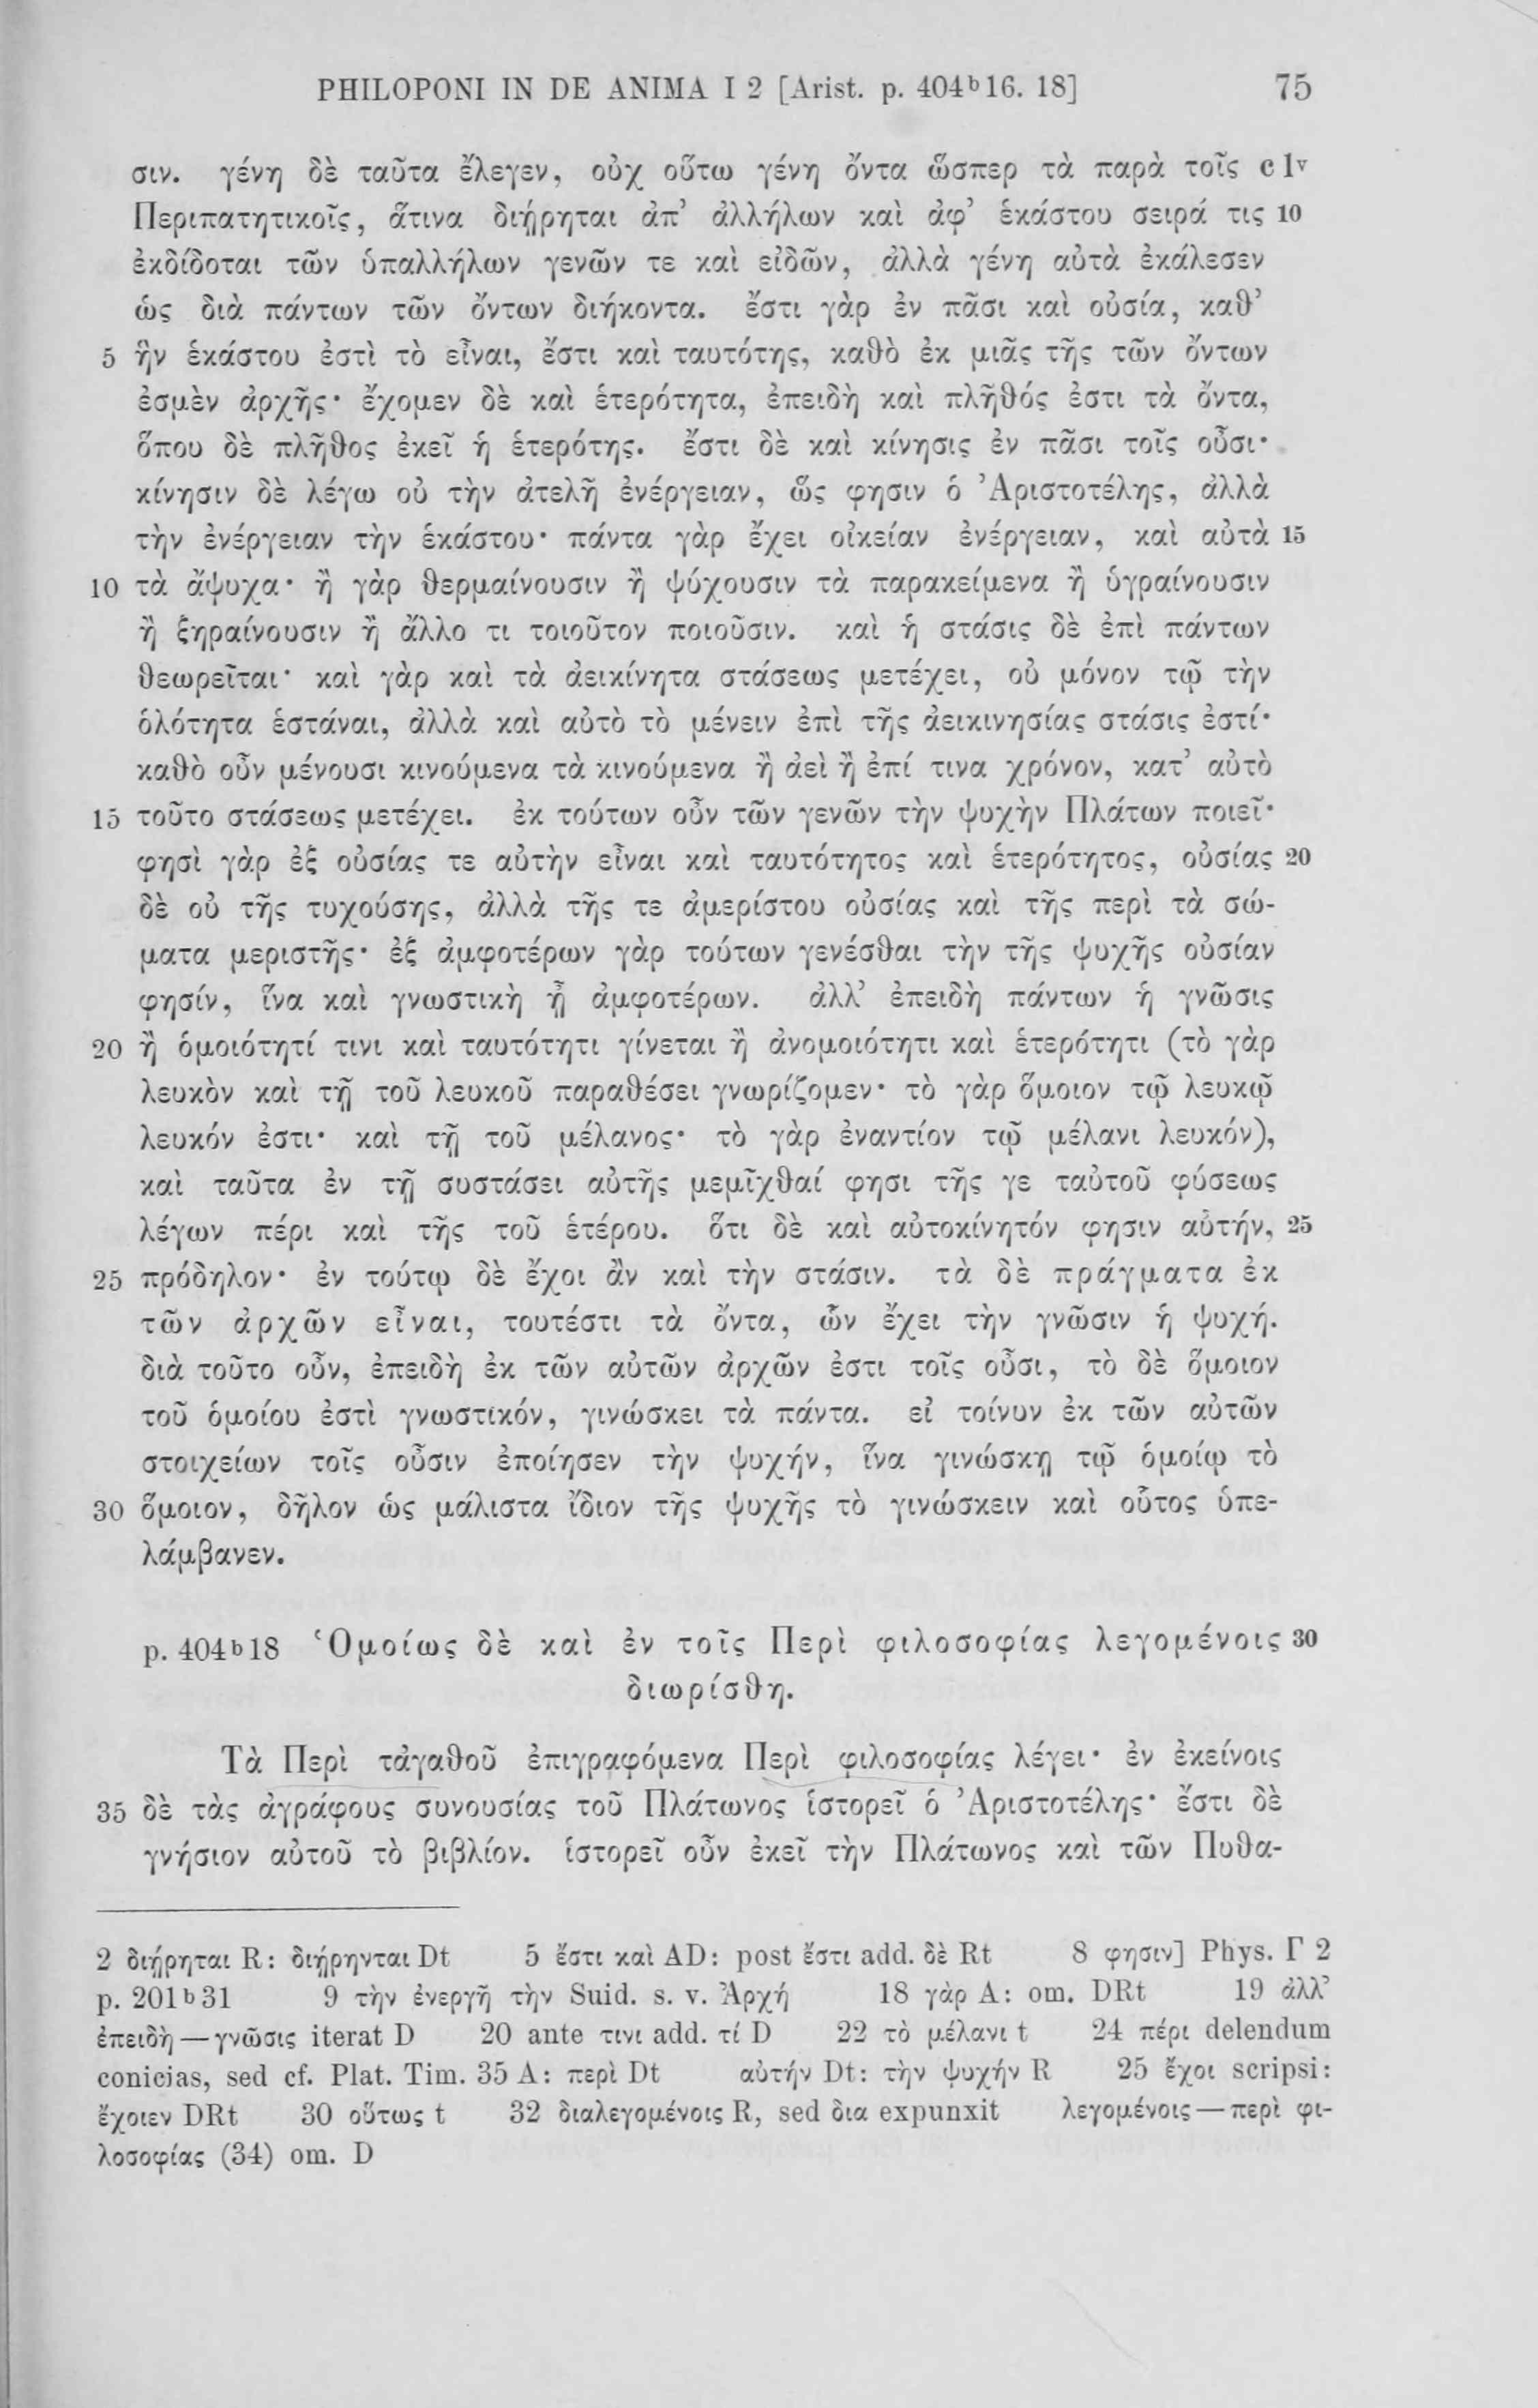 PHILOPONI IN DE ANIMA I 2 [Arist. p. 404ᵇ16. 18] 75
σιν. γένη δὲ ταῦτα ἔλεγεν, οὐχ οὕτω γένη ὄντα ὥσπερ τὰ παρὰ τοῖς c 1ᵛ
Περιπατητικοῖς, ἅτινα διῄρηται ἀπ’ ἀλλήλων καὶ ἀφ’ ἑκάστου σειρά τις 10
ἐκδίδοται τῶν ὑπαλλήλων γενῶν τε καὶ εἰδῶν, ἀλλὰ γένη αὐτὰ ἐκάλεσεν
ὡς διὰ πάντων τῶν ὄντων διήκοντα. ἔστι γὰρ ἐν πᾶσι καὶ οὐσία, καθ’
5 ἣν ἑκάστου ἐστὶ τὸ εἶναι, ἔστι καὶ ταυτότης, καθὸ ἐκ μιᾶς τῆς τῶν ὄντων
ἐσμὲν ἀρχῆς· ἔχομεν δὲ καὶ ἑτερότητα, ἐπειδὴ καὶ πλῆθός ἐστι τὰ ὄντα,
ὅπου δὲ πλῆθος ἐκεῖ ἡ ἑτερότης. ἔστι δὲ καὶ κίνησις ἐν πᾶσι τοῖς οὖσι·
κίνησιν δὲ λέγω οὐ τὴν ἀτελῆ ἐνέργειαν, ὥς φησιν ὁ Ἀριστοτέλης, ἀλλὰ
τὴν ἐνέργειαν τὴν ἑκάστου· πάντα γὰρ ἔχει οἰκείαν ἐνέργειαν, καὶ αὐτὰ 15
10 τὰ ἄψυχα· ἢ γὰρ θερμαίνουσιν ἢ ψύχουσιν τὰ παρακείμενα ἢ ὑγραίνουσιν
ἢ ξηραίνουσιν ἢ ἄλλο τι τοιοῦτον ποιοῦσιν. καὶ ἡ στάσις δὲ ἐπὶ πάντων
θεωρεῖται· καὶ γὰρ καὶ τὰ ἀεικίνητα στάσεως μετέχει, οὐ μόνον τῷ τὴν
ὁλότητα ἑστάναι, ἀλλὰ καὶ αὐτὸ τὸ μένειν ἐπὶ τῆς ἀεικινησίας στάσις ἐστί·
καθὸ οὖν μένουσι κινούμενα τὰ κινούμενα ἢ ἀεὶ ἢ ἐπί τινα χρόνον, κατ’ αὐτὸ
15 τοῦτο στάσεως μετέχει. ἐκ τούτων οὖν τῶν γενῶν τὴν ψυχὴν Πλάτων ποιεῖ·
φησὶ γὰρ ἐξ οὐσίας τε αὐτὴν εἶναι καὶ ταυτότητος καὶ ἑτερότητος, οὐσίας 20
δὲ οὐ τῆς τυχούσης, ἀλλὰ τῆς τε ἀμερίστου οὐσίας καὶ τῆς περὶ τὰ σώ-
ματα μεριστῆς· ἐξ ἀμφοτέρων γὰρ τούτων γενέσθαι τὴν τῆς ψυχῆς οὐσίαν
φησίν, ἵνα καὶ γνωστικὴ ᾖ ἀμφοτέρων. ἀλλ’ ἐπειδὴ πάντων ἡ γνῶσις
20 ἢ ὁμοιότητί τινι καὶ ταυτότητι γίνεται ἢ ἀνομοιότητι καὶ ἑτερότητι (τὸ γὰρ
λευκὸν καὶ τῇ τοῦ λευκοῦ παραθέσει γνωρίζομεν· τὸ γὰρ ὅμοιον τῷ λευκῷ
λευκόν ἐστι· καὶ τῇ τοῦ μέλανος· τὸ γὰρ ἐναντίον τῷ μέλανι λευκόν),
καὶ ταῦτα ἐν τῇ συστάσει αὐτῆς μεμῖχθαί φησι τῆς γε ταὐτοῦ φύσεως
λέγων πέρι καὶ τῆς τοῦ ἑτέρου. ὅτι δὲ καὶ αὐτοκίνητόν φησιν αὐτήν, 25
25 πρόδηλον· ἐν τούτῳ δὲ ἔχοι ἂν καὶ τὴν στάσιν. τὰ δὲ πράγματα ἐκ
τῶν ἀρχῶν εἶναι, τουτέστι τὰ ὄντα, ὧν ἔχει τὴν γνῶσιν ἡ ψυχή.
διὰ τοῦτο οὖν, ἐπειδὴ ἐκ τῶν αὐτῶν ἀρχῶν ἐστι τοῖς οὖσι, τὸ δὲ ὅμοιον
τοῦ ὁμοίου ἐστὶ γνωστικόν, γινώσκει τὰ πάντα. εἰ τοίνυν ἐκ τῶν αὐτῶν
στοιχείων τοῖς οὖσιν ἐποίησεν τὴν ψυχήν, ἵνα γινώσκῃ τῷ ὁμοίῳ τὸ
30 ὅμοιον, δῆλον ὡς μάλιστα ἴδιον τῆς ψυχῆς τὸ γινώσκειν καὶ οὗτος ὑπε-
λάμβανεν.
p. 404ᵇ18 Ὁμοίως δὲ καὶ ἐν τοῖς Περὶ φιλοσοφίας λεγομένοις 30
διωρίσθη.
Τὰ Περὶ τἀγαθοῦ ἐπιγραφόμενα Περὶ φιλοσοφίας λέγει· ἐν ἐκείνοις
35 δὲ τὰς ἀγράφους συνουσίας τοῦ Πλάτωνος ἱστορεῖ ὁ Ἀριστοτέλης· ἔστι δὲ
γνήσιον αὐτοῦ τὸ βιβλίον. ἱστορεῖ οὖν ἐκεῖ τὴν Πλάτωνος καὶ τῶν Πυθα-
2 διῄρηται R: διῄρηνται Dt 5 ἔστι καὶ AD: post ἔστι add. δὲ Rt 8 φησιν] Phys. Γ 2
p. 201ᵇ31 9 τὴν ἐνεργῆ τὴν Suid. s. v. Ἀρχή 18 γὰρ A: om. DRt 19 ἀλλ’
ἐπειδὴ — γνῶσις iterat D 20 ante τινι add. τί D 22 τὸ μέλανι t 24 πέρι delendum
conicias, sed cf. Plat. Tim. 35 A: περὶ Dt αὐτήν Dt: τὴν ψυχήν R 25 ἔχοι scripsi:
ἔχοιεν DRt 30 οὕτως t 32 διαλεγομένοις R, sed δια expunxit λεγομένοις — περὶ φι-
λοσοφίας (34) om. D